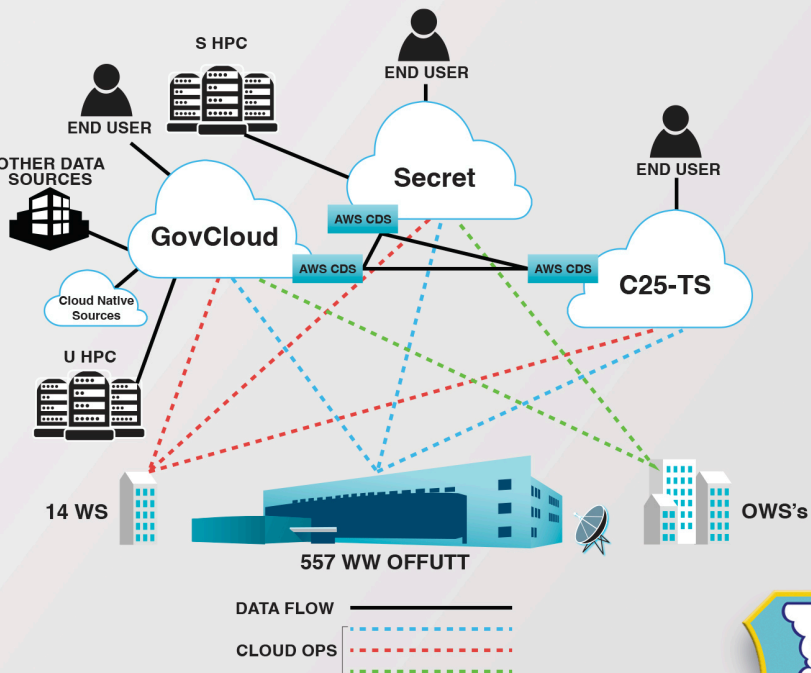 S HPC
END USER
END USER
OTHER DATA
SOURCES
END USER
Secret
AWS CDS
GovCloud
AWS CDS
AWS CDS
C25-TS
Cloud Native
Sources
U HPC
14 WS
OWS's
557 WW OFFUTT
DATA FLOW
CLOUD OPS